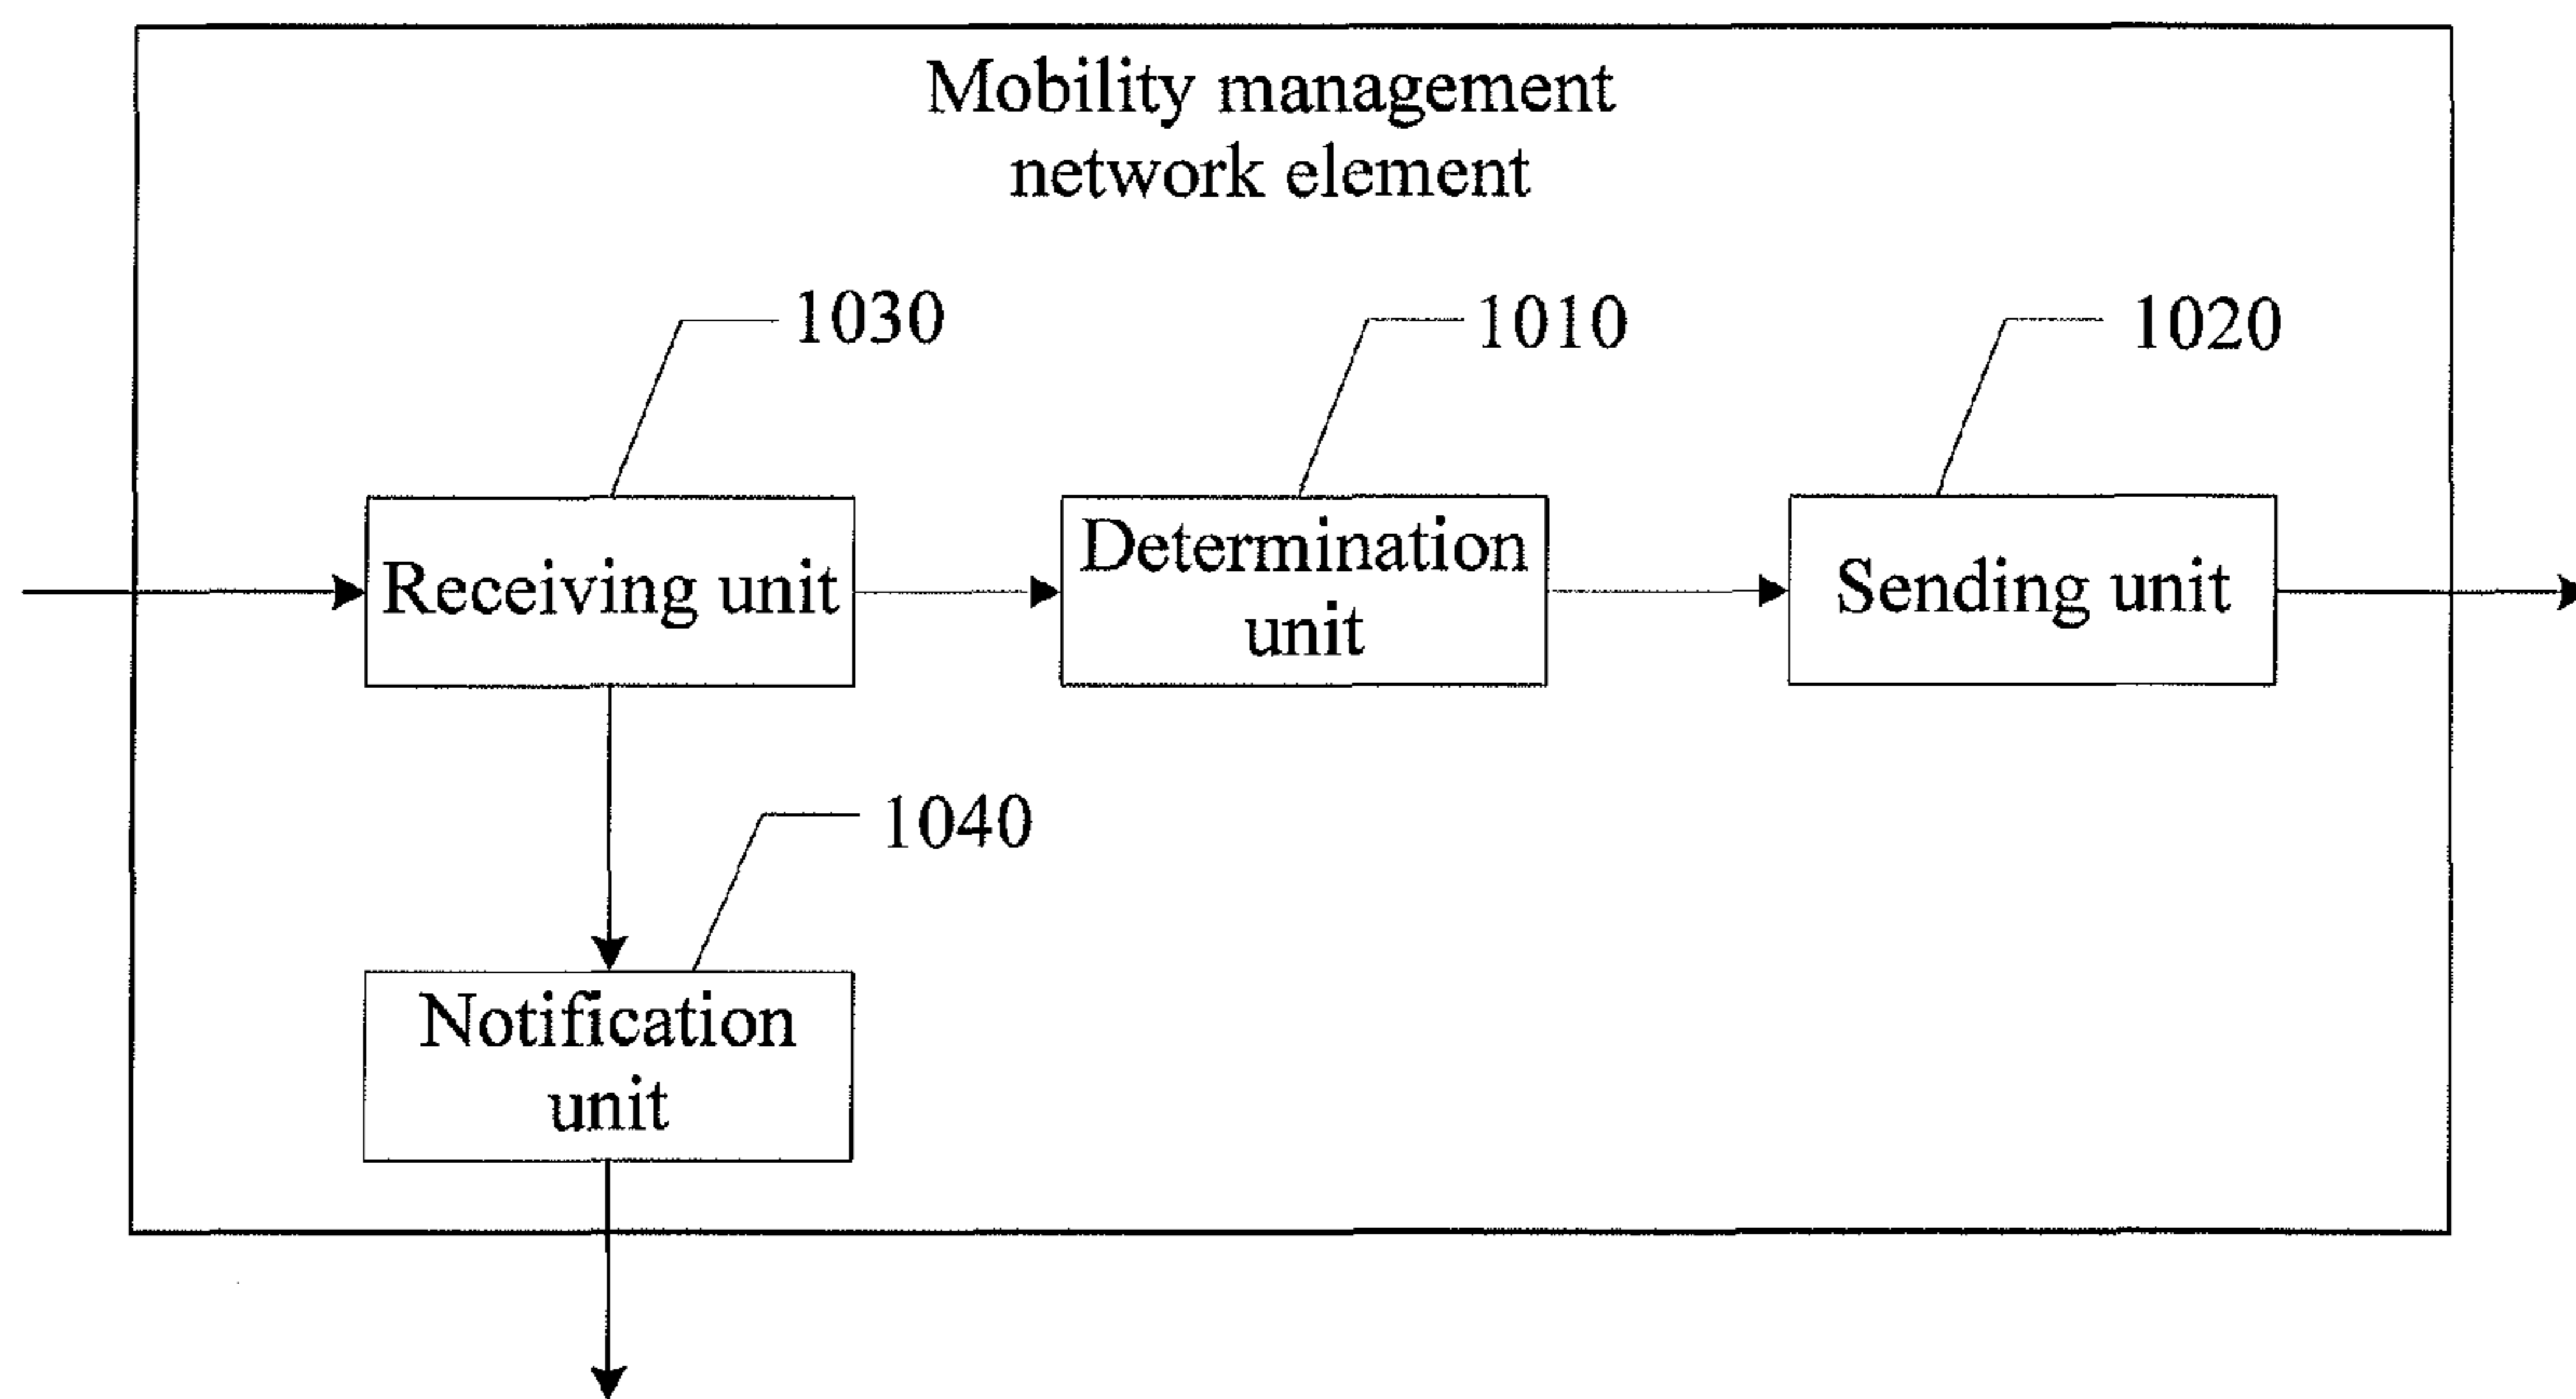 Mobility management
network element
1030
1010
1020
Receiving unit
Determination
unit
Sending unit
1040
Notification
unit